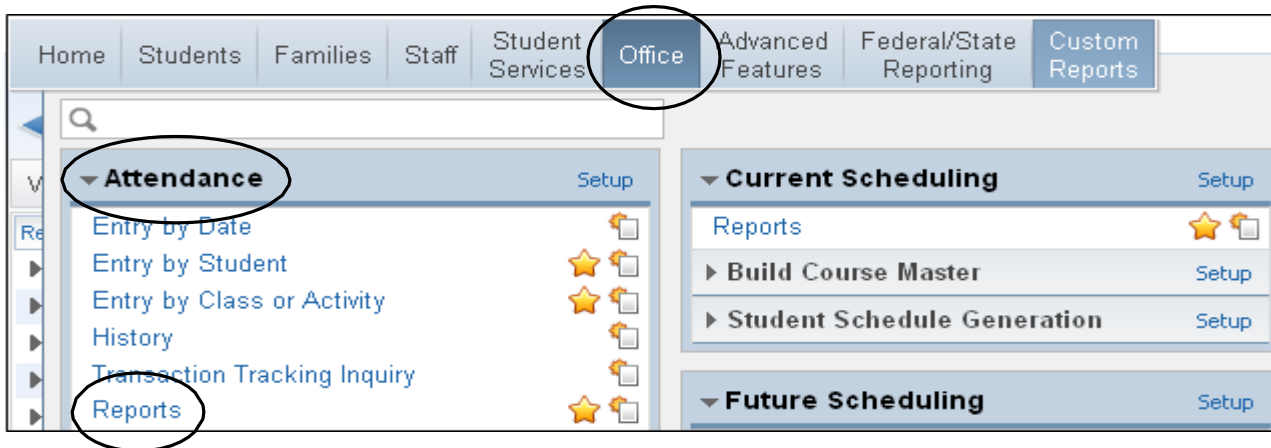 Home Students Families Staff Student Services Office Advanced Features Federal/State Reporting Custom Reports
Attendance Setup
Entry by Date
Entry by Student
Entry by Class or Activity
History
Transaction Tracking Inquiry
Reports
Current Scheduling Setup
Reports
Build Course Master Setup
Student Schedule Generation Setup
Future Scheduling Setup
V
Re